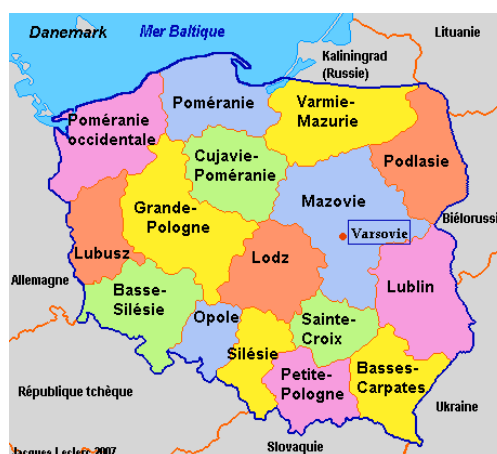 Danemark
Mer Baltique
Lituanie
Kaliningrad
(Russie)
Poméranie
Varmie-
Mazurie
Poméranie
occidentale
Cujavie-
Poméranie
Podlasie
Mazovie
Grande-
Pologne
Biélorussi
Varsovie
Lubusz
Lodz
Allemagne
Lublin
Basse-
Silésie
Opole
Sainte-
Croix
Silésie
Petite-
Pologne
Basses-
Carpates
République tchèque
Ukraine
Slovaquie
Jacques Leclerc 2007